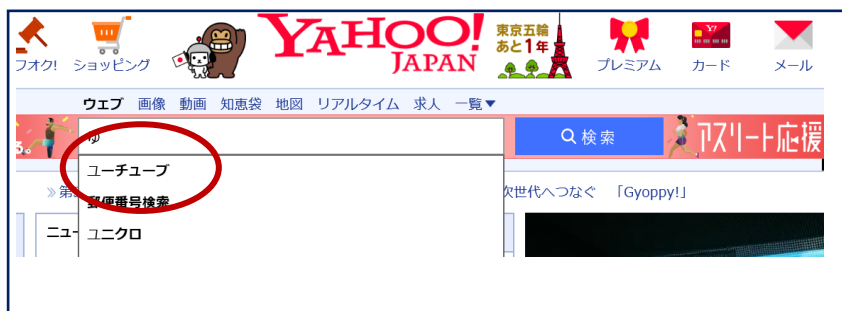 YAHOO!
JAPAN
東京五輪
あと1年
フオク! ショッピング プレミアム カード メール
ウェブ 画像 動画 知恵袋 地図 リアルタイム 求人 一覧▼
ゆ 検索 アスリート応援
ユーチューブ
郵便番号検索
ユニクロ
»第
次世代へつなぐ 「Gyoppy!」
ニュー